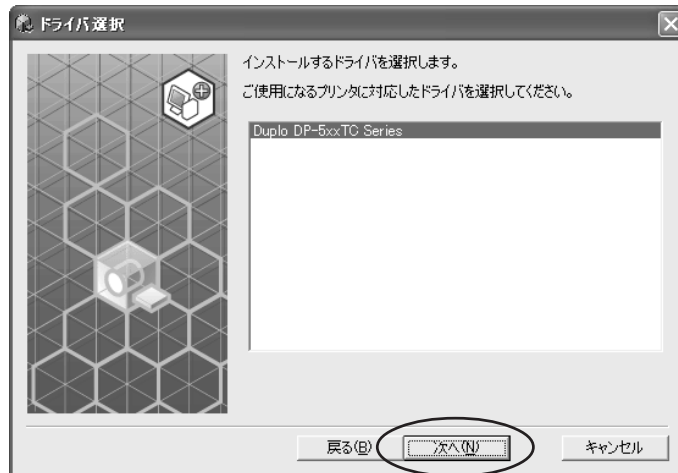 ドライバ選択
インストールするドライバを選択します。
ご使用になるプリンタに対応したドライバを選択してください。
Duplo DP-5xxTC Series
戻る(B)
次へ(N)
キャンセル